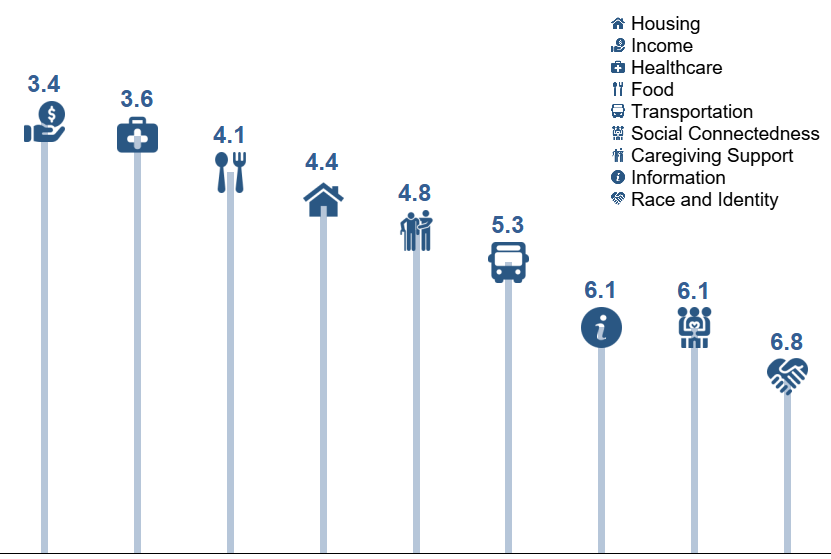 Housing
Income
Healthcare
Food
Transportation
Social Connectedness
Caregiving Support
Information
Race and Identity
3.4
3.6
4.1
4.4
4.8
5.3
6.1
6.1
6.8